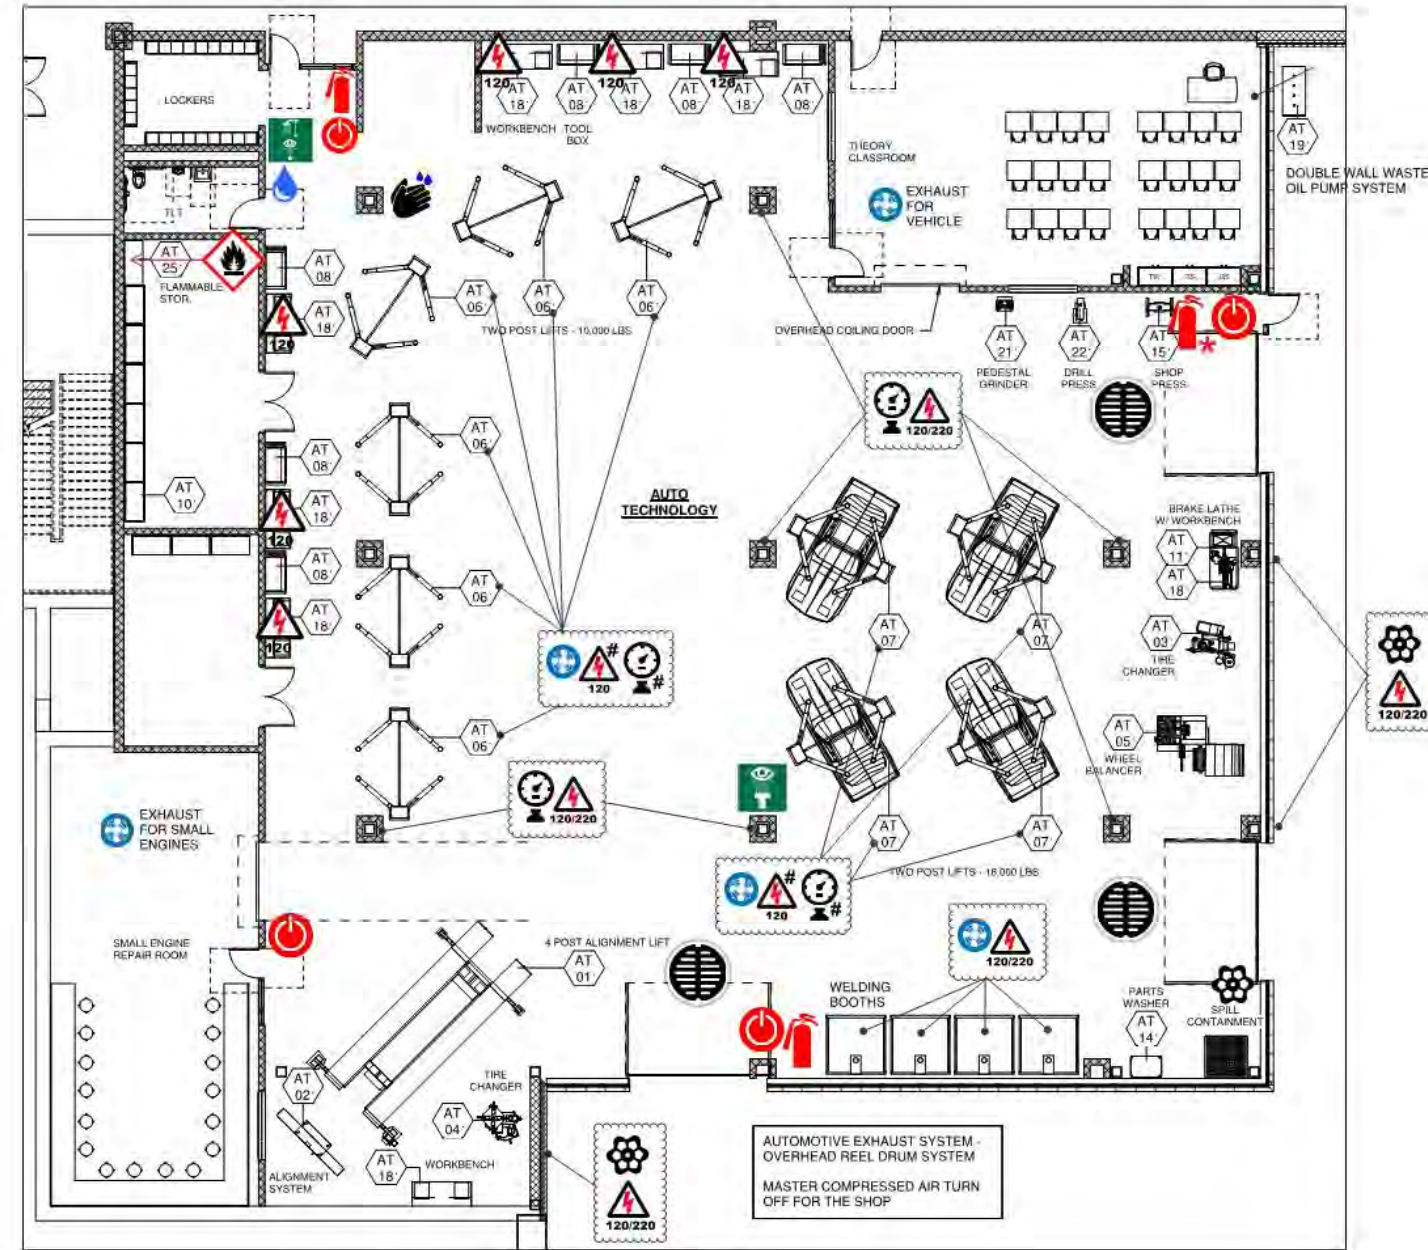 LOCKERS
120
AT
18
AT
08
120
AT
18
AT
08
120
AT
18
AT
08
WORKBENCH
TOOL
BOX
THEORY
CLASSROOM
EXHAUST
FOR
VEHICLE
AT
19
DOUBLE WALL WASTE
OIL PUMP SYSTEM
TLT
AT
25
FLAMMABLE
STOR.
AT
08
AT
18
120
AT
06
AT
06
AT
06
TWO POST LIFTS - 10,000 LBS
OVERHEAD COILING DOOR
AT
21
PEDESTAL
GRINDER
AT
22
DRILL
PRESS
AT
15
SHOP
PRESS
*
120/220
AT
06
AT
08
AT
10
AT
18
120
AUTO
TECHNOLOGY
BRAKE LATHE
W/ WORKBENCH
AT
11
AT
18
AT
08
AT
18
120
AT
06
AT
07
AT
07
AT
03
TIRE
CHANGER
#
120
#
120/220
AT
06
AT
05
WHEEL
BALANCER
120/220
EXHAUST
FOR SMALL
ENGINES
AT
07
AT
07
TWO POST LIFTS - 18,000 LBS
#
120
#
120/220
SMALL ENGINE
REPAIR ROOM
4 POST ALIGNMENT LIFT
AT
01
WELDING
BOOTHS
PARTS
WASHER
AT
14
SPILL
CONTAINMENT
AT
02
TIRE
CHANGER
AT
04
AT
18
WORKBENCH
ALIGNMENT
SYSTEM
120/220
AUTOMOTIVE EXHAUST SYSTEM -
OVERHEAD REEL DRUM SYSTEM
MASTER COMPRESSED AIR TURN
OFF FOR THE SHOP